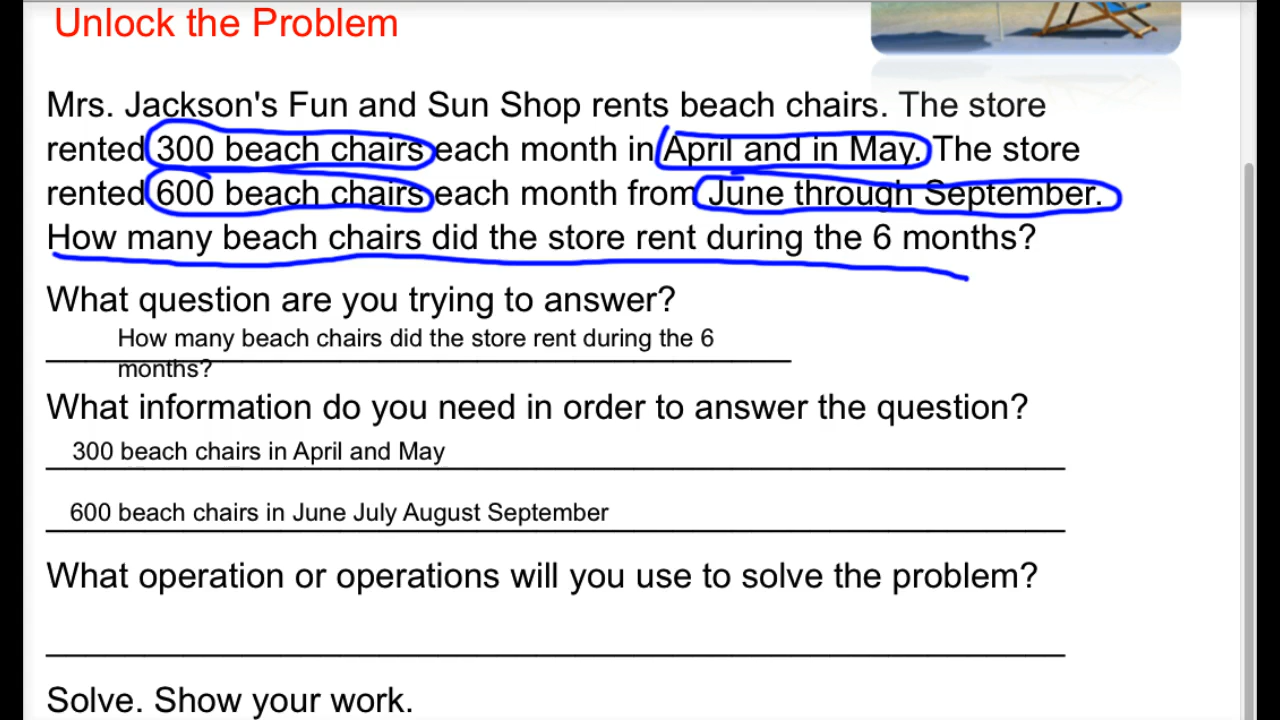 Unlock the Problem
Mrs. Jackson's Fun and Sun Shop rents beach chairs. The store
rented 300 beach chairs each month in April and in May. The store
rented 600 beach chairs each month from June through September.
How many beach chairs did the store rent during the 6 months?
What question are you trying to answer?
How many beach chairs did the store rent during the 6
months?
What information do you need in order to answer the question?
300 beach chairs in April and May
600 beach chairs in June July August September
What operation or operations will you use to solve the problem?
Solve. Show your work.